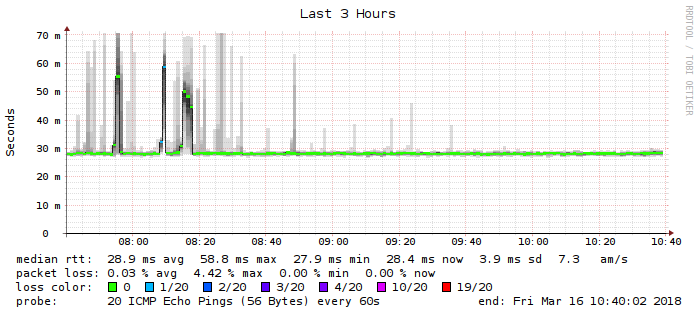 Last 3 Hours
RRDTOOL / TOBI OETIKER
Seconds
70 m
60 m
50 m
40 m
30 m
20 m
10 m
0
08:00 08:20 08:40 09:00 09:20 09:40 10:00 10:20 10:40
median rtt: 28.9 ms avg 58.8 ms max 27.9 ms min 28.4 ms now 3.9 ms sd 7.3 am/s
packet loss: 0.03 % avg 4.42 % max 0.00 % min 0.00 % now
loss color: 0 1/20 2/20 3/20 4/20 10/20 19/20
probe: 20 ICMP Echo Pings (56 Bytes) every 60s end: Fri Mar 16 10:40:02 2018